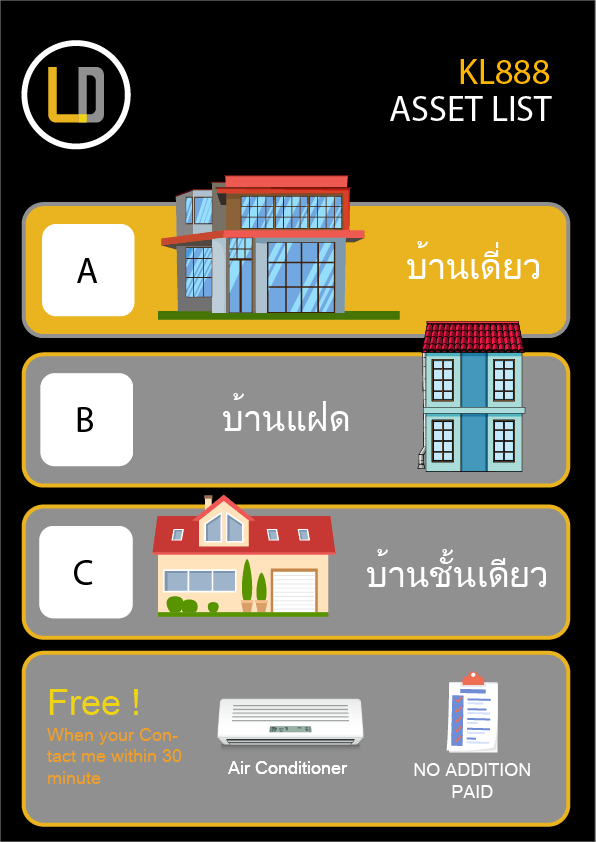 LD
KL888
ASSET LIST
A
บ้านเดี่ยว
B
บ้านแฝด
C
บ้านชั้นเดียว
Free !
When your Con-
tact me within 30
minute
Air Conditioner
NO ADDITION
PAID